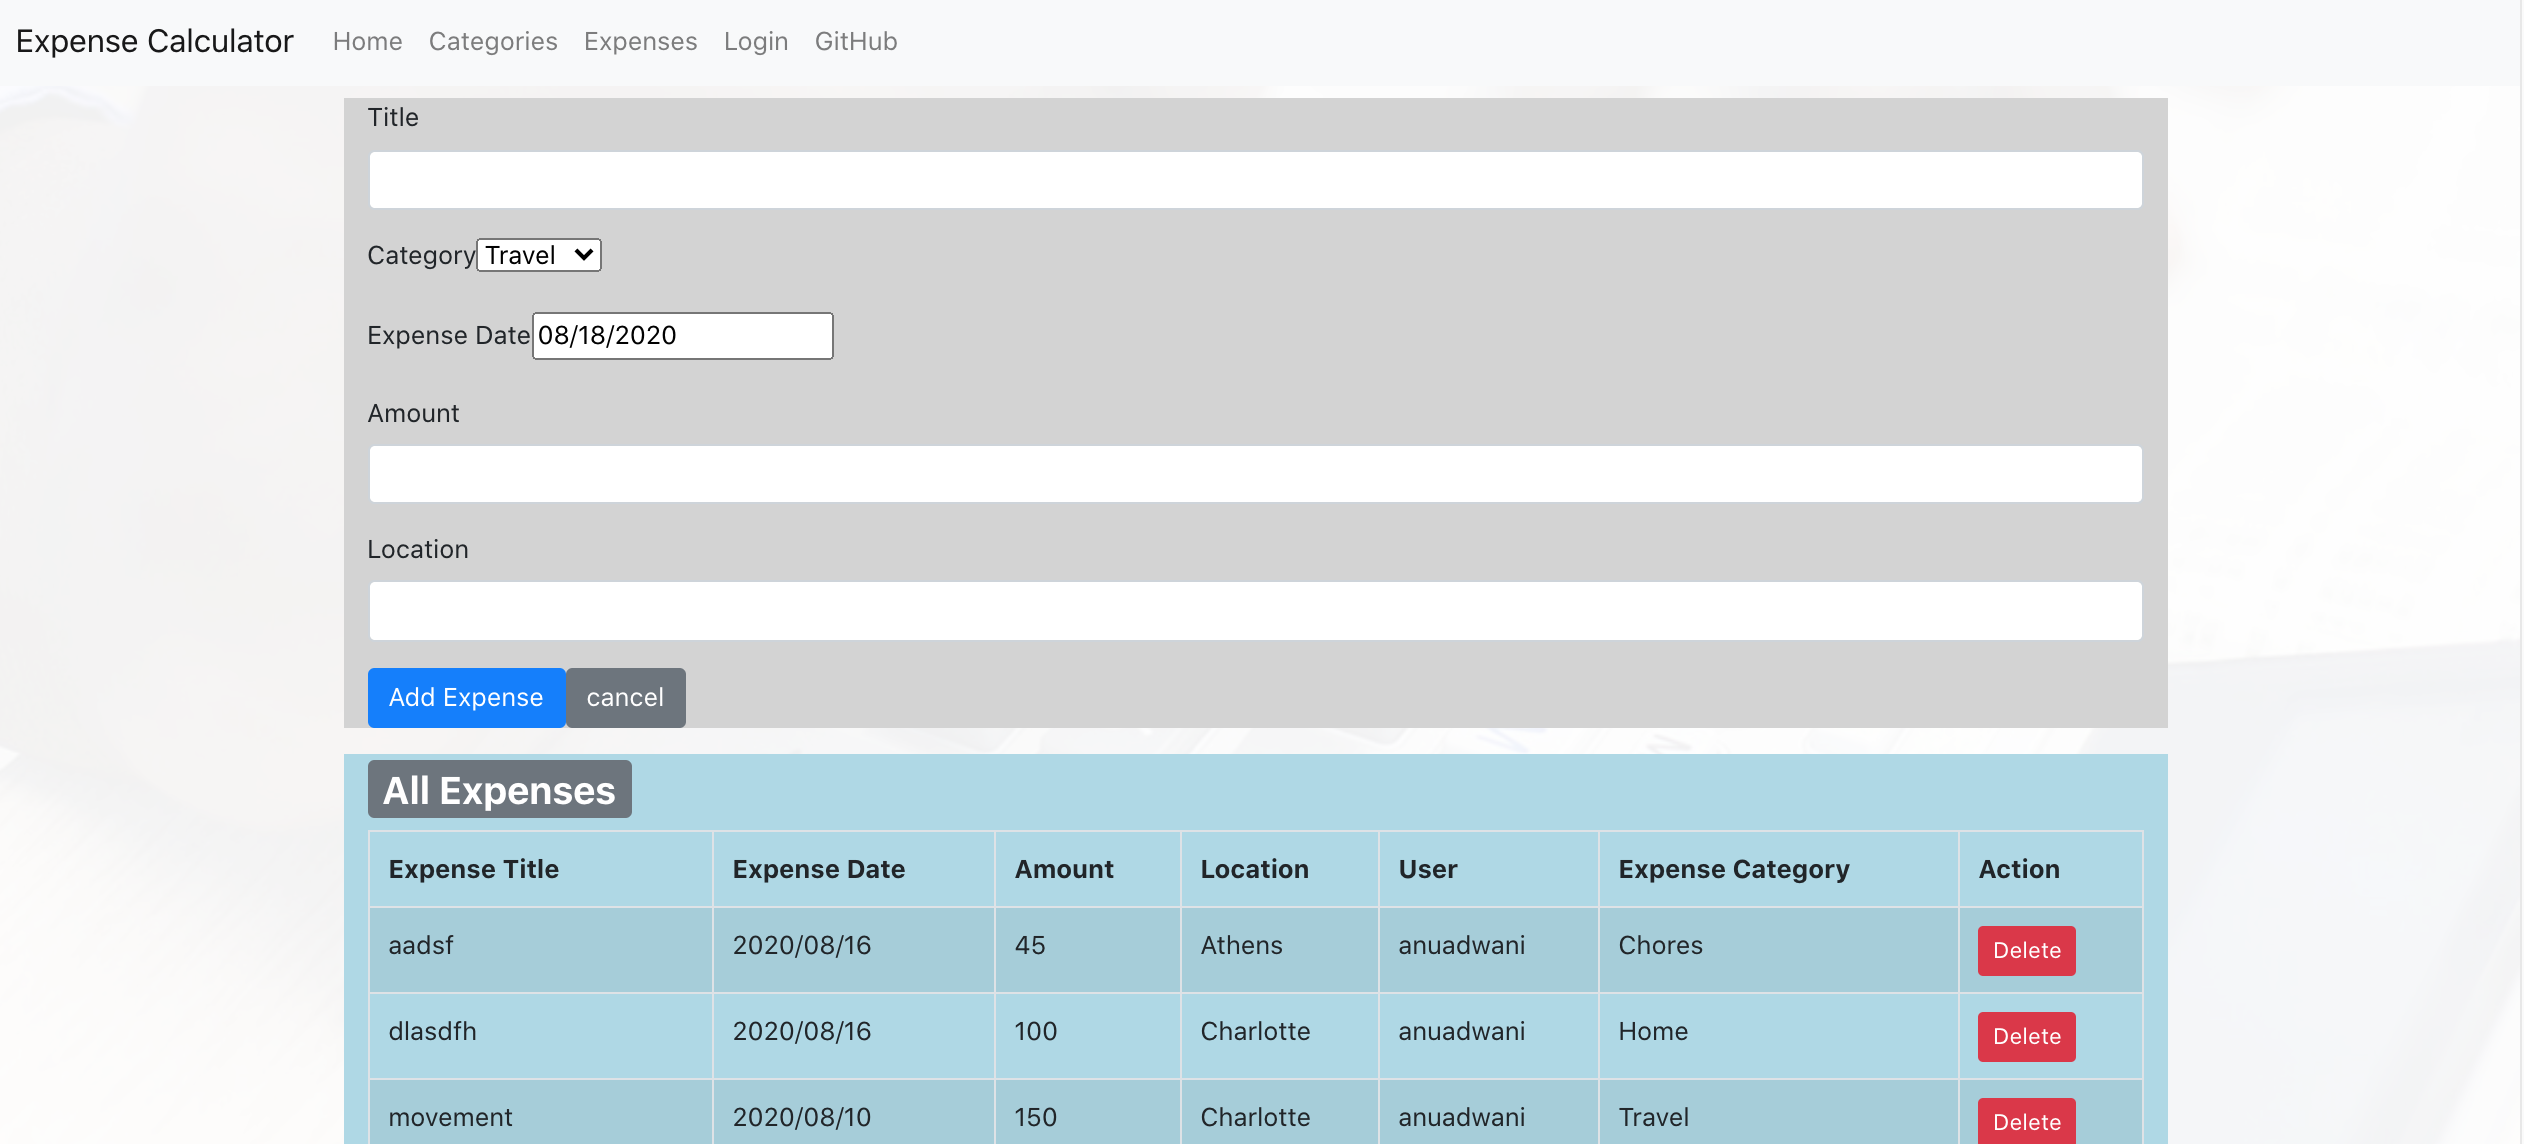 Expense Calculator Home Categories Expenses Login GitHub
Title
Category Travel
Expense Date 08/18/2020
Amount
Location
Add Expense cancel
All Expenses
Expense Title Expense Date Amount Location User Expense Category Action
aadsf 2020/08/16 45 Athens anuadwani Chores Delete
dlasdfh 2020/08/16 100 Charlotte anuadwani Home Delete
movement 2020/08/10 150 Charlotte anuadwani Travel Delete